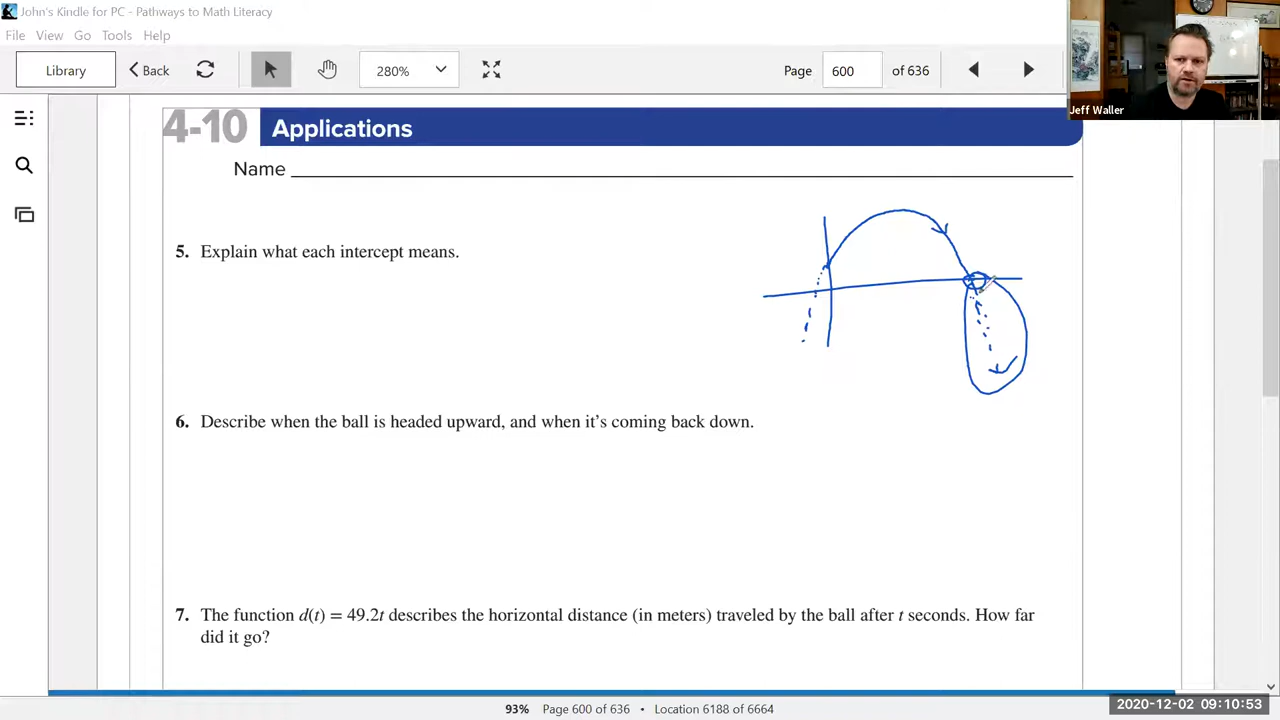 John's Kindle for PC - Pathways to Math Literacy
File View Go Tools Help
Library Back 280% Page 600 of 636
Jeff Waller
4-10 Applications
Name
5. Explain what each intercept means.
6. Describe when the ball is headed upward, and when it's coming back down.
7. The function d(t) = 49.2t describes the horizontal distance (in meters) traveled by the ball after t seconds. How far
did it go?
93% Page 600 of 636 • Location 6188 of 6664
2020-12-02 09:10:53